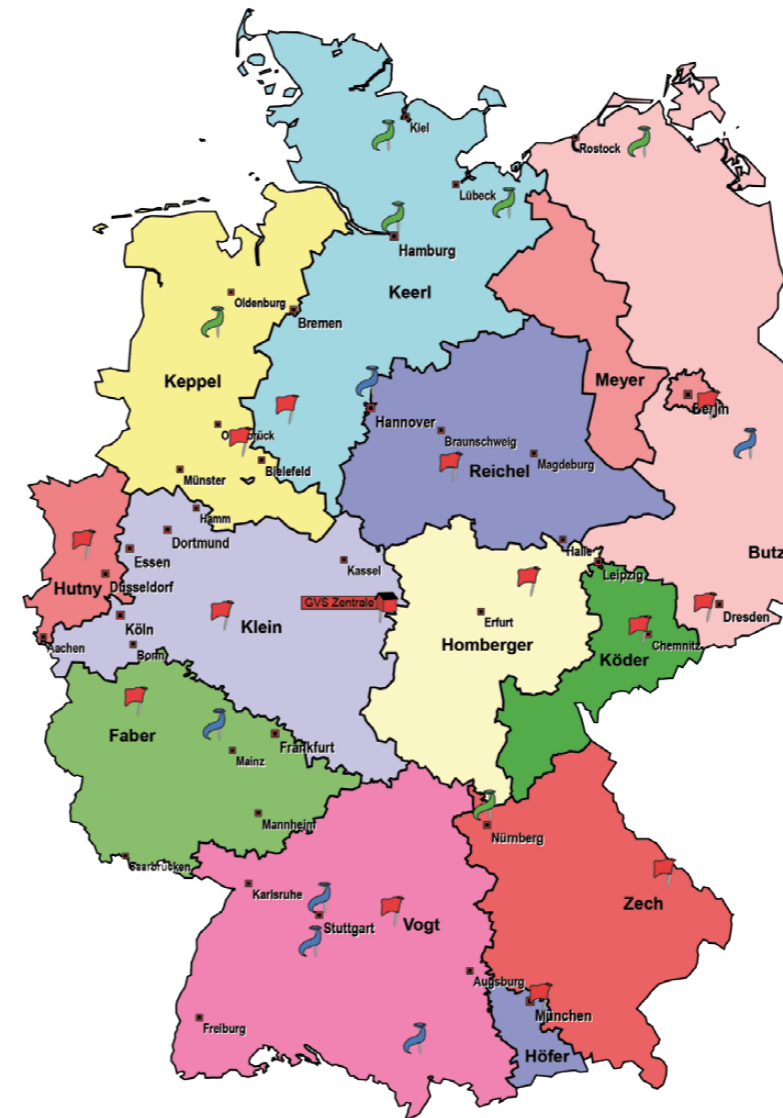 Kiel
Rostock
Lübeck
Hamburg
Keerl
Oldenburg
Bremen
Keppel
Meyer
Berlin
Hannover
Braunschweig
Reichel
Magdeburg
Bielefeld
Münster
Hamm
Dortmund
Essen
Halle
Kassel
Leipzig
Butz
Hutny
Düsseldorf
GVS Zentrale
Klein
Erfurt
Dresden
Köln
Homberger
Chemnitz
Aachen
Bonn
Köder
Faber
Frankfurt
Mainz
Mannheim
Nürnberg
Saarbrücken
Karlsruhe
Zech
Stuttgart
Vogt
Augsburg
Freiburg
München
Höfer